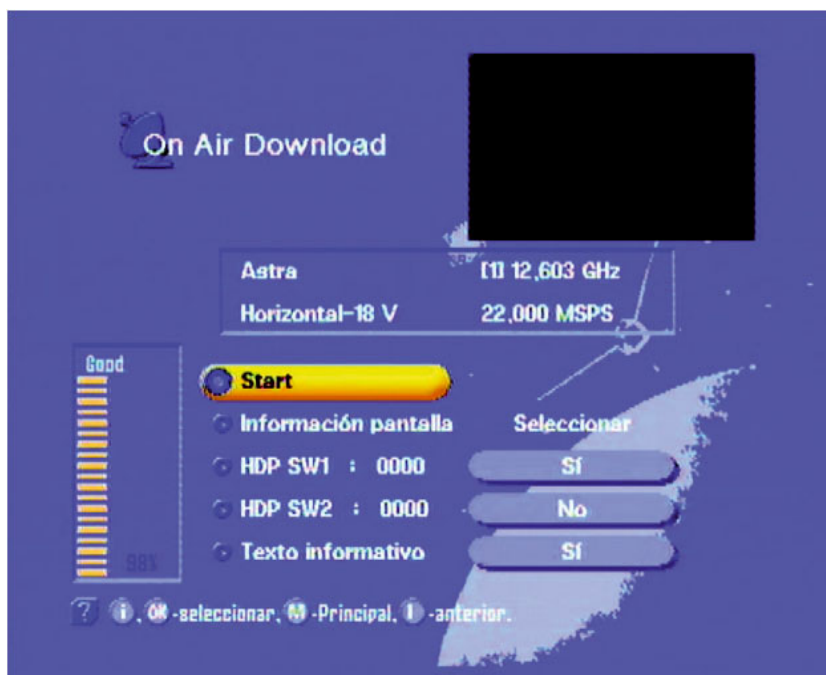 On Air Download
Astra [1] 12,603 GHz
Horizontal-18 V 22,000 MSPS
Good
Start
Información pantalla Seleccionar
HDP SW1 : 0000 Sí
HDP SW2 : 0000 No
98% Texto informativo Sí
? i, OK -seleccionar, M -Principal, I -anterior.